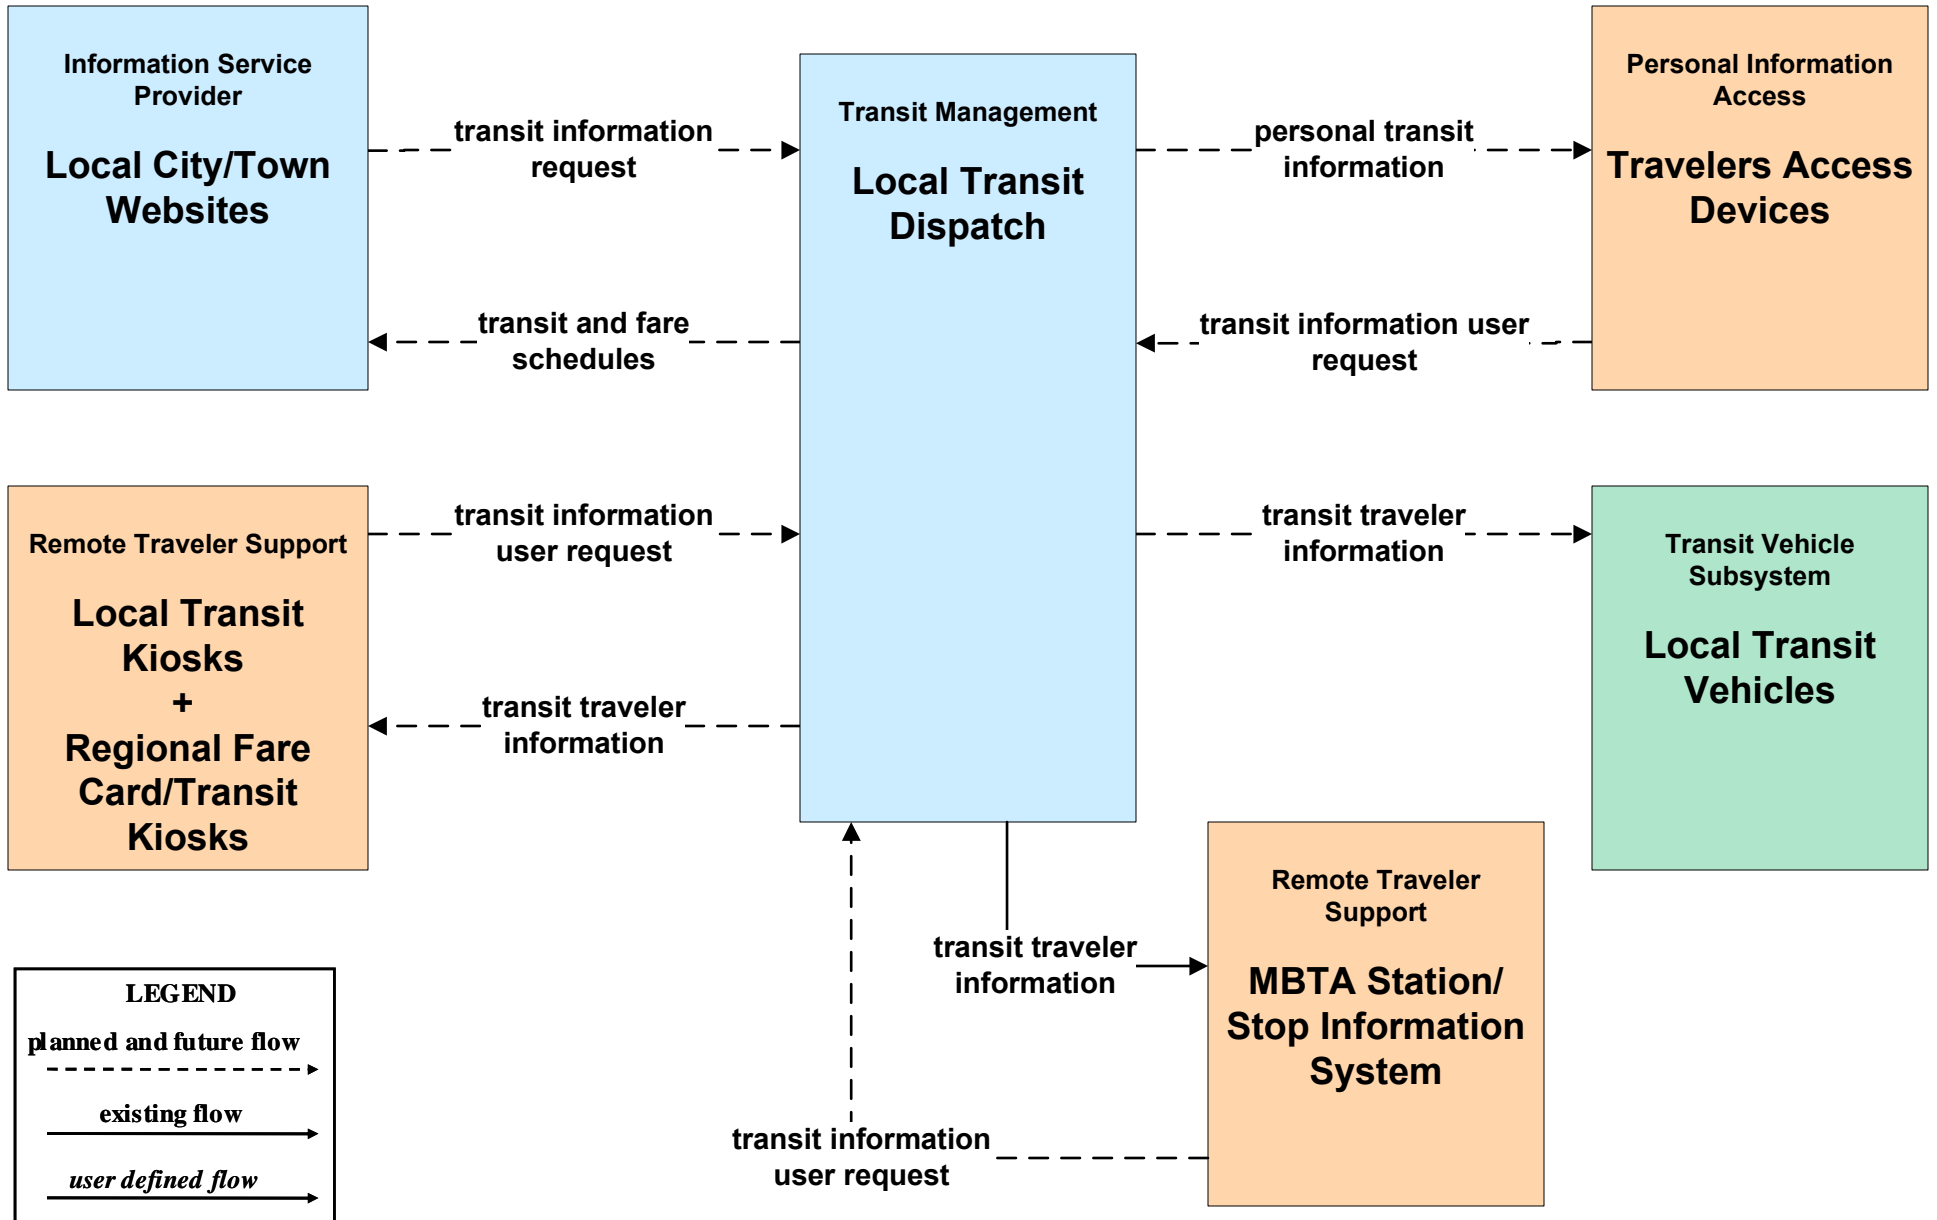 Information Service
Provider
Local City/Town
Websites
transit information
request
transit and fare
schedules
Transit Management
Local Transit
Dispatch
personal transit
information
transit information user
request
Personal Information
Access
Travelers Access
Devices
Remote Traveler Support
Local Transit
Kiosks
+
Regional Fare
Card/Transit
Kiosks
transit information
user request
transit traveler
information
transit traveler
information
Transit Vehicle
Subsystem
Local Transit
Vehicles
transit traveler
information
Remote Traveler
Support
MBTA Station/
Stop Information
System
transit information
user request
LEGEND
planned and future flow
existing flow
user defined flow